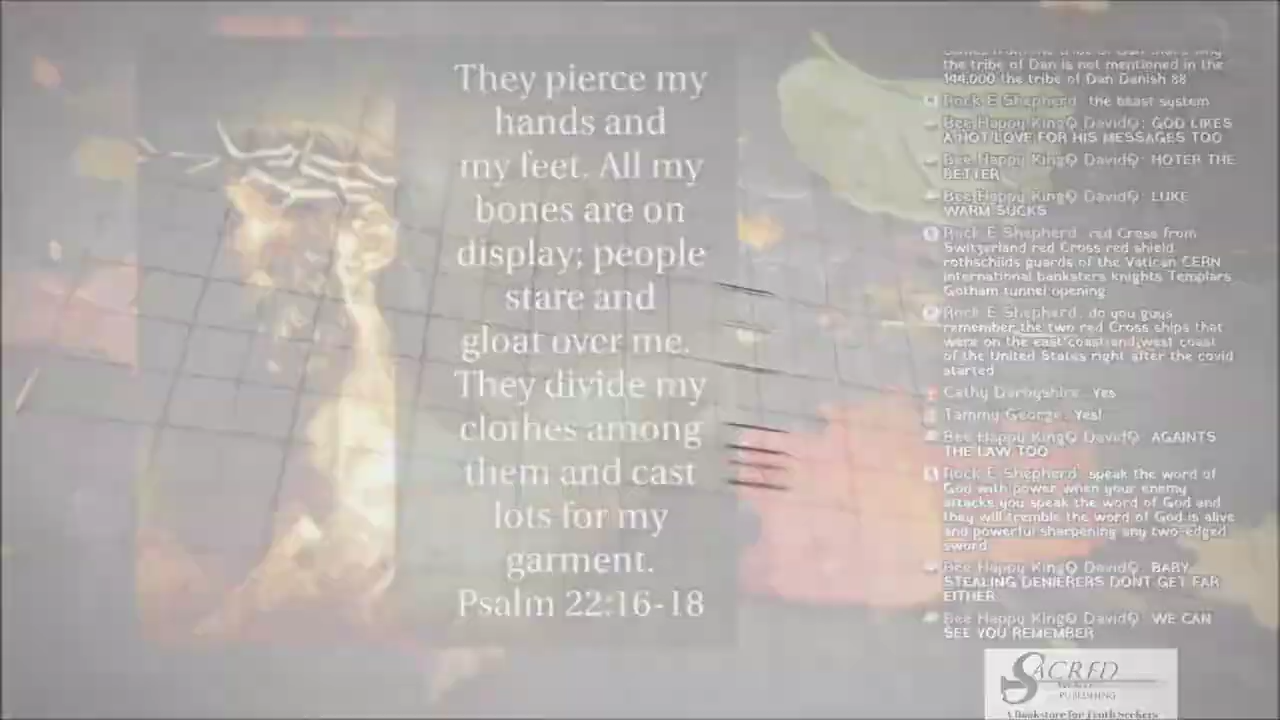 They pierce my
hands and
my feet. All my
bones are on
display; people
stare and
gloat over me.
They divide my
clothes among
them and cast
lots for my
garment.
Psalm 22:16-18
the tribe of Dan is not mentioned in the
144,000 the tribe of Dan Danish 88
Rock E Shepherd the beast system
Bee Happy King David : GOD LIKES
A HOT LOVE FOR HIS MESSAGES TOO
Bee Happy King David : HOTER THE
BETTER
Bee Happy King David : LUKE
WARM SUCKS
Rock E Shepherd red Cross from
Switzerland red Cross red shield
rothschilds guards of the Vatican CERN
international banksters knights Templars
Gotham tunnel opening
Rock E Shepherd do you guys
remember the two red Cross ships that
were on the east coast and west coast
of the United States right after the covid
started
Cathy Darbyshire Yes
Tammy George Yes!
Bee Happy King David : AGAINTS
THE LAW TOO
Rock E Shepherd speak the word of
God with power when your enemy
attacks you speak the word of God and
they will tremble the word of God is alive
and powerful sharpening any two-edged
sword
Bee Happy King David : BABY
STEALING DENIERERS DONT GET FAR
EITHER
Bee Happy King David : WE CAN
SEE YOU REMEMBER
SACRED
PUBLISHING
A Bookstore for Truth Seekers